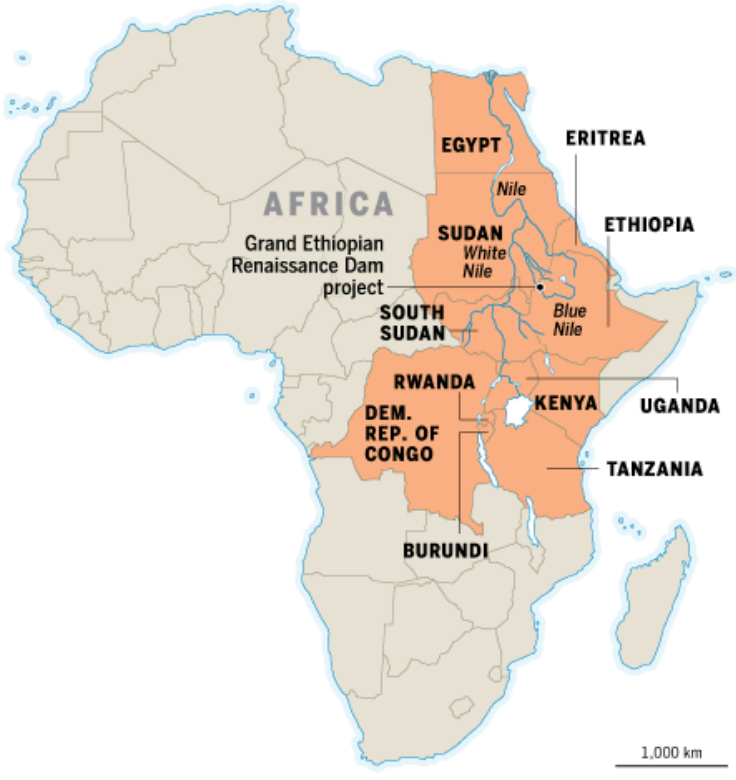 EGYPT
ERITREA
Nile
AFRICA
ETHIOPIA
SUDAN
Grand Ethiopian
Renaissance Dam
project
White
Nile
Blue
Nile
SOUTH
SUDAN
RWANDA
KENYA
UGANDA
DEM.
REP. OF
CONGO
TANZANIA
BURUNDI
1,000 km